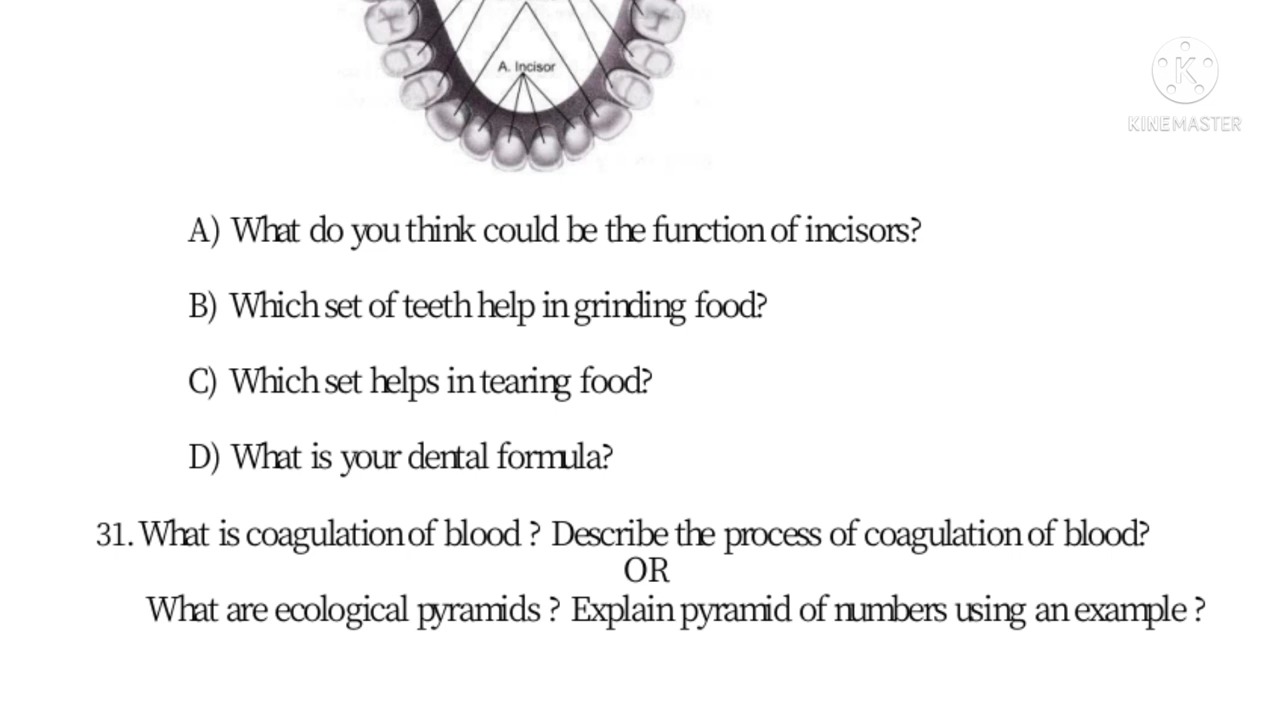 A. Incisor
KINEMASTER
A) What do you think could be the function of incisors?
B) Which set of teeth help in grinding food?
C) Which set helps in tearing food?
D) What is your dental formula?
31. What is coagulation of blood ? Describe the process of coagulation of blood?
OR
What are ecological pyramids ? Explain pyramid of numbers using an example ?